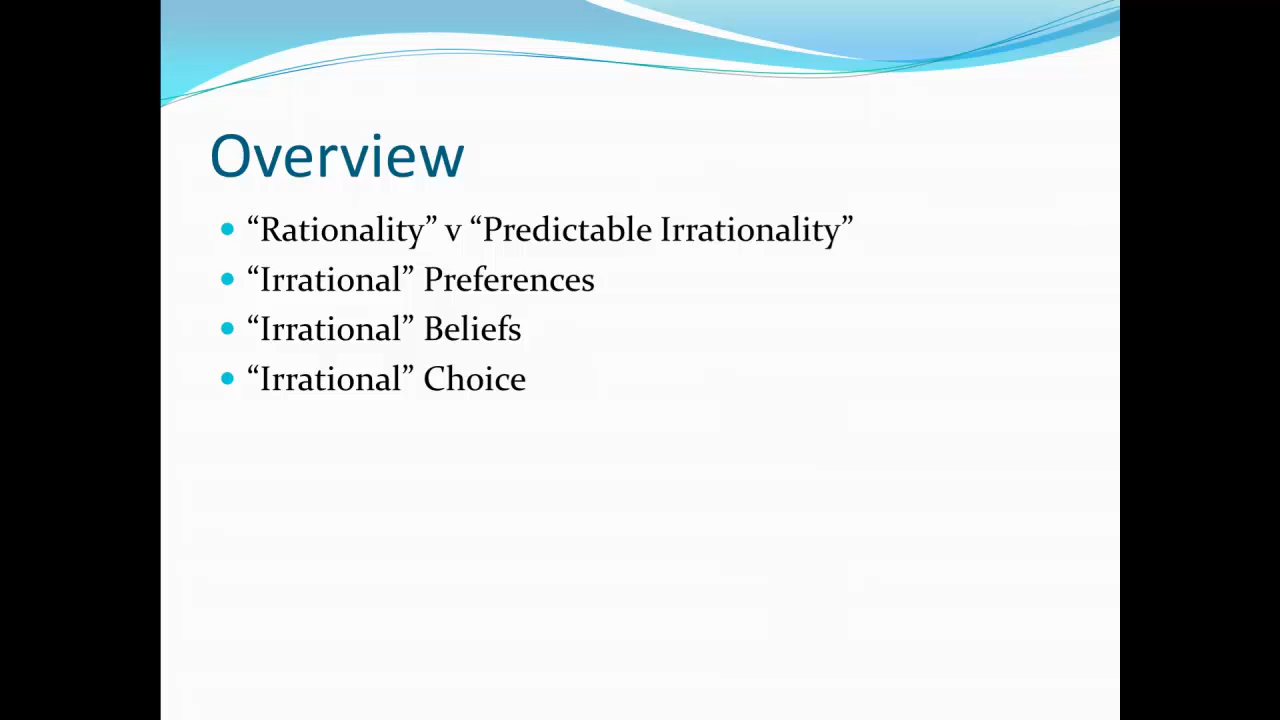 Overview
“Rationality” v “Predictable Irrationality”
“Irrational” Preferences
“Irrational” Beliefs
“Irrational” Choice